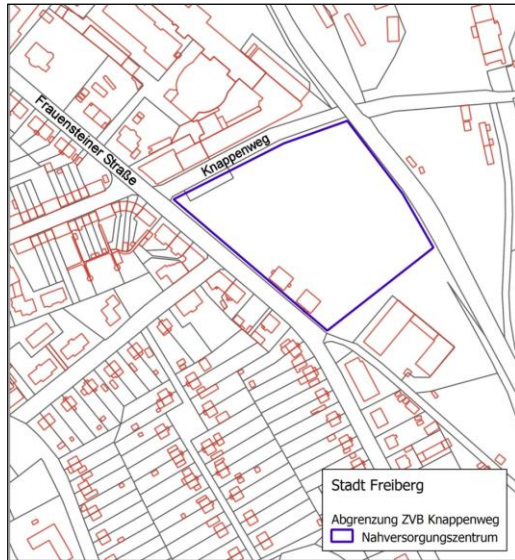 Frauensteiner Straße
Knappenweg
Stadt Freiberg
Abgrenzung ZVB Knappenweg
Nahversorgungszentrum